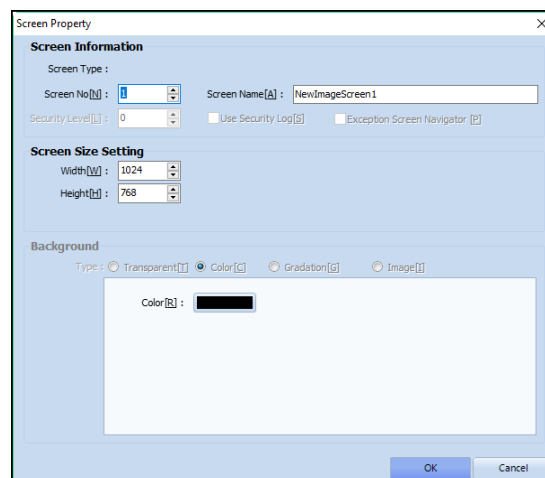 Screen Property
Screen Information
Screen Type :
Screen No[N] : 1 Screen Name[A] : NewImageScreen1
Security Level[L] : 0 Use Security Log[S] Exception Screen Navigator [P]
Screen Size Setting
Width[W] : 1024
Height[H] : 768
Background
Type : Transparent[T] Color[C] Gradation[G] Image[I]
Color[R] :
OK Cancel